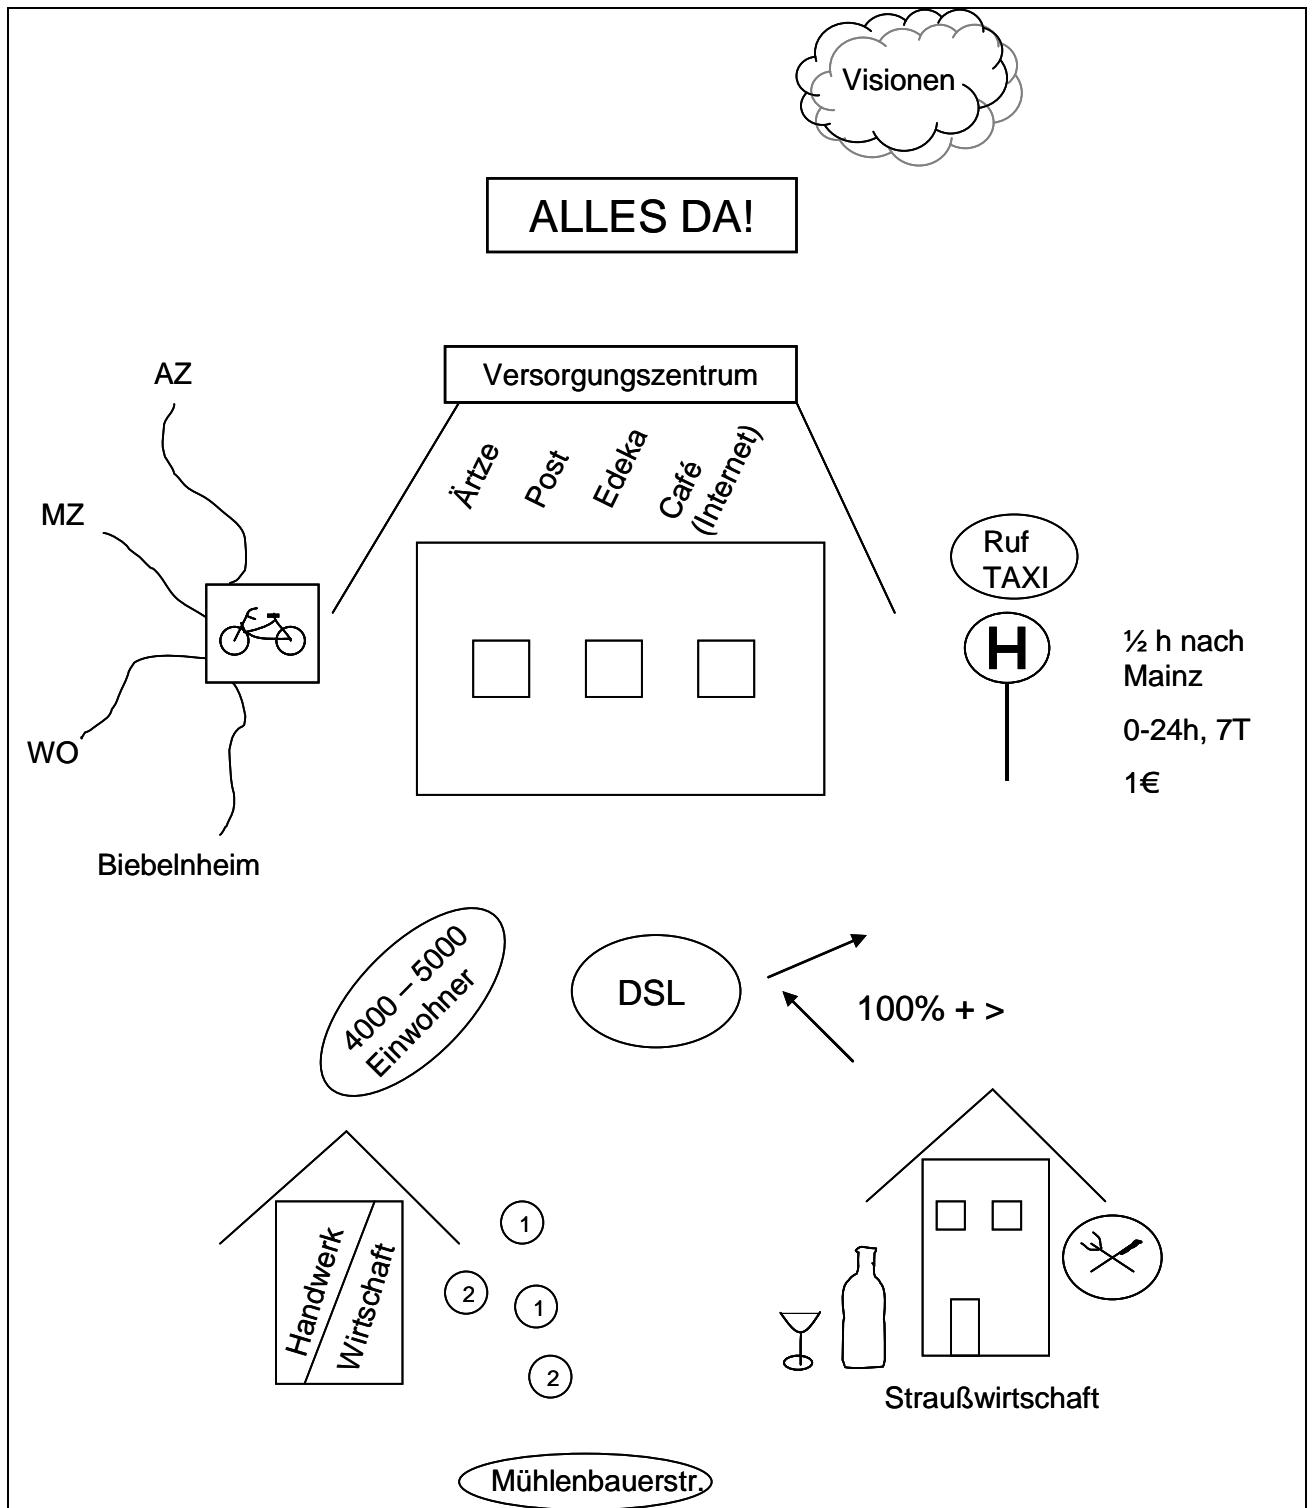 Visionen
ALLES DA!
Versorgungszentrum
Ärtze
Post
Edeka
Café
(Internet)
AZ
MZ
WO
Biebelnheim
Ruf
TAXI
H
½ h nach
Mainz
0-24h, 7T
1€
4000 – 5000
Einwohner
DSL
100% + >
Handwerk
Wirtschaft
1
2
1
2
Straußwirtschaft
Mühlenbauerstr.